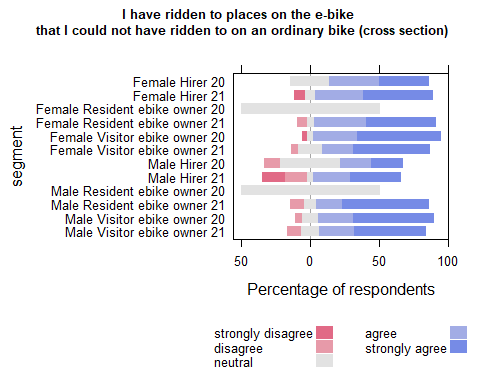 I have ridden to places on the e-bike
that I could not have ridden to on an ordinary bike (cross section)
segment
Female Hirer 20
Female Hirer 21
Female Resident ebike owner 20
Female Resident ebike owner 21
Female Visitor ebike owner 20
Female Visitor ebike owner 21
Male Hirer 20
Male Hirer 21
Male Resident ebike owner 20
Male Resident ebike owner 21
Male Visitor ebike owner 20
Male Visitor ebike owner 21
50 0 50 100
Percentage of respondents
strongly disagree agree
disagree strongly agree
neutral